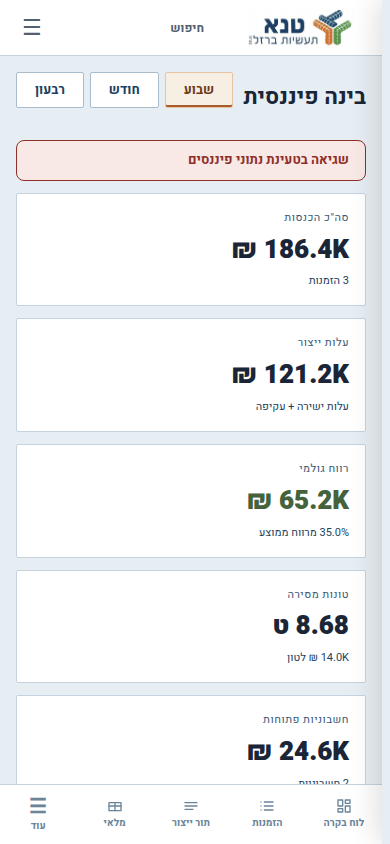 טנא
תעשיות ברזל
חיפוש
בינה פיננסית
שבוע
חודש
רבעון
שגיאה בטעינת נתוני פיננסים
סה"כ הכנסות
186.4K ₪
3 הזמנות
עלות ייצור
121.2K ₪
עלות ישירה + עקיפה
רווח גולמי
65.2K ₪
35.0% מרווח ממוצע
טונות מסירה
8.68 ט
14.0K ₪ לטון
חשבוניות פתוחות
24.6K ₪
לוח בקרה
הזמנות
תור ייצור
מלאי
עוד